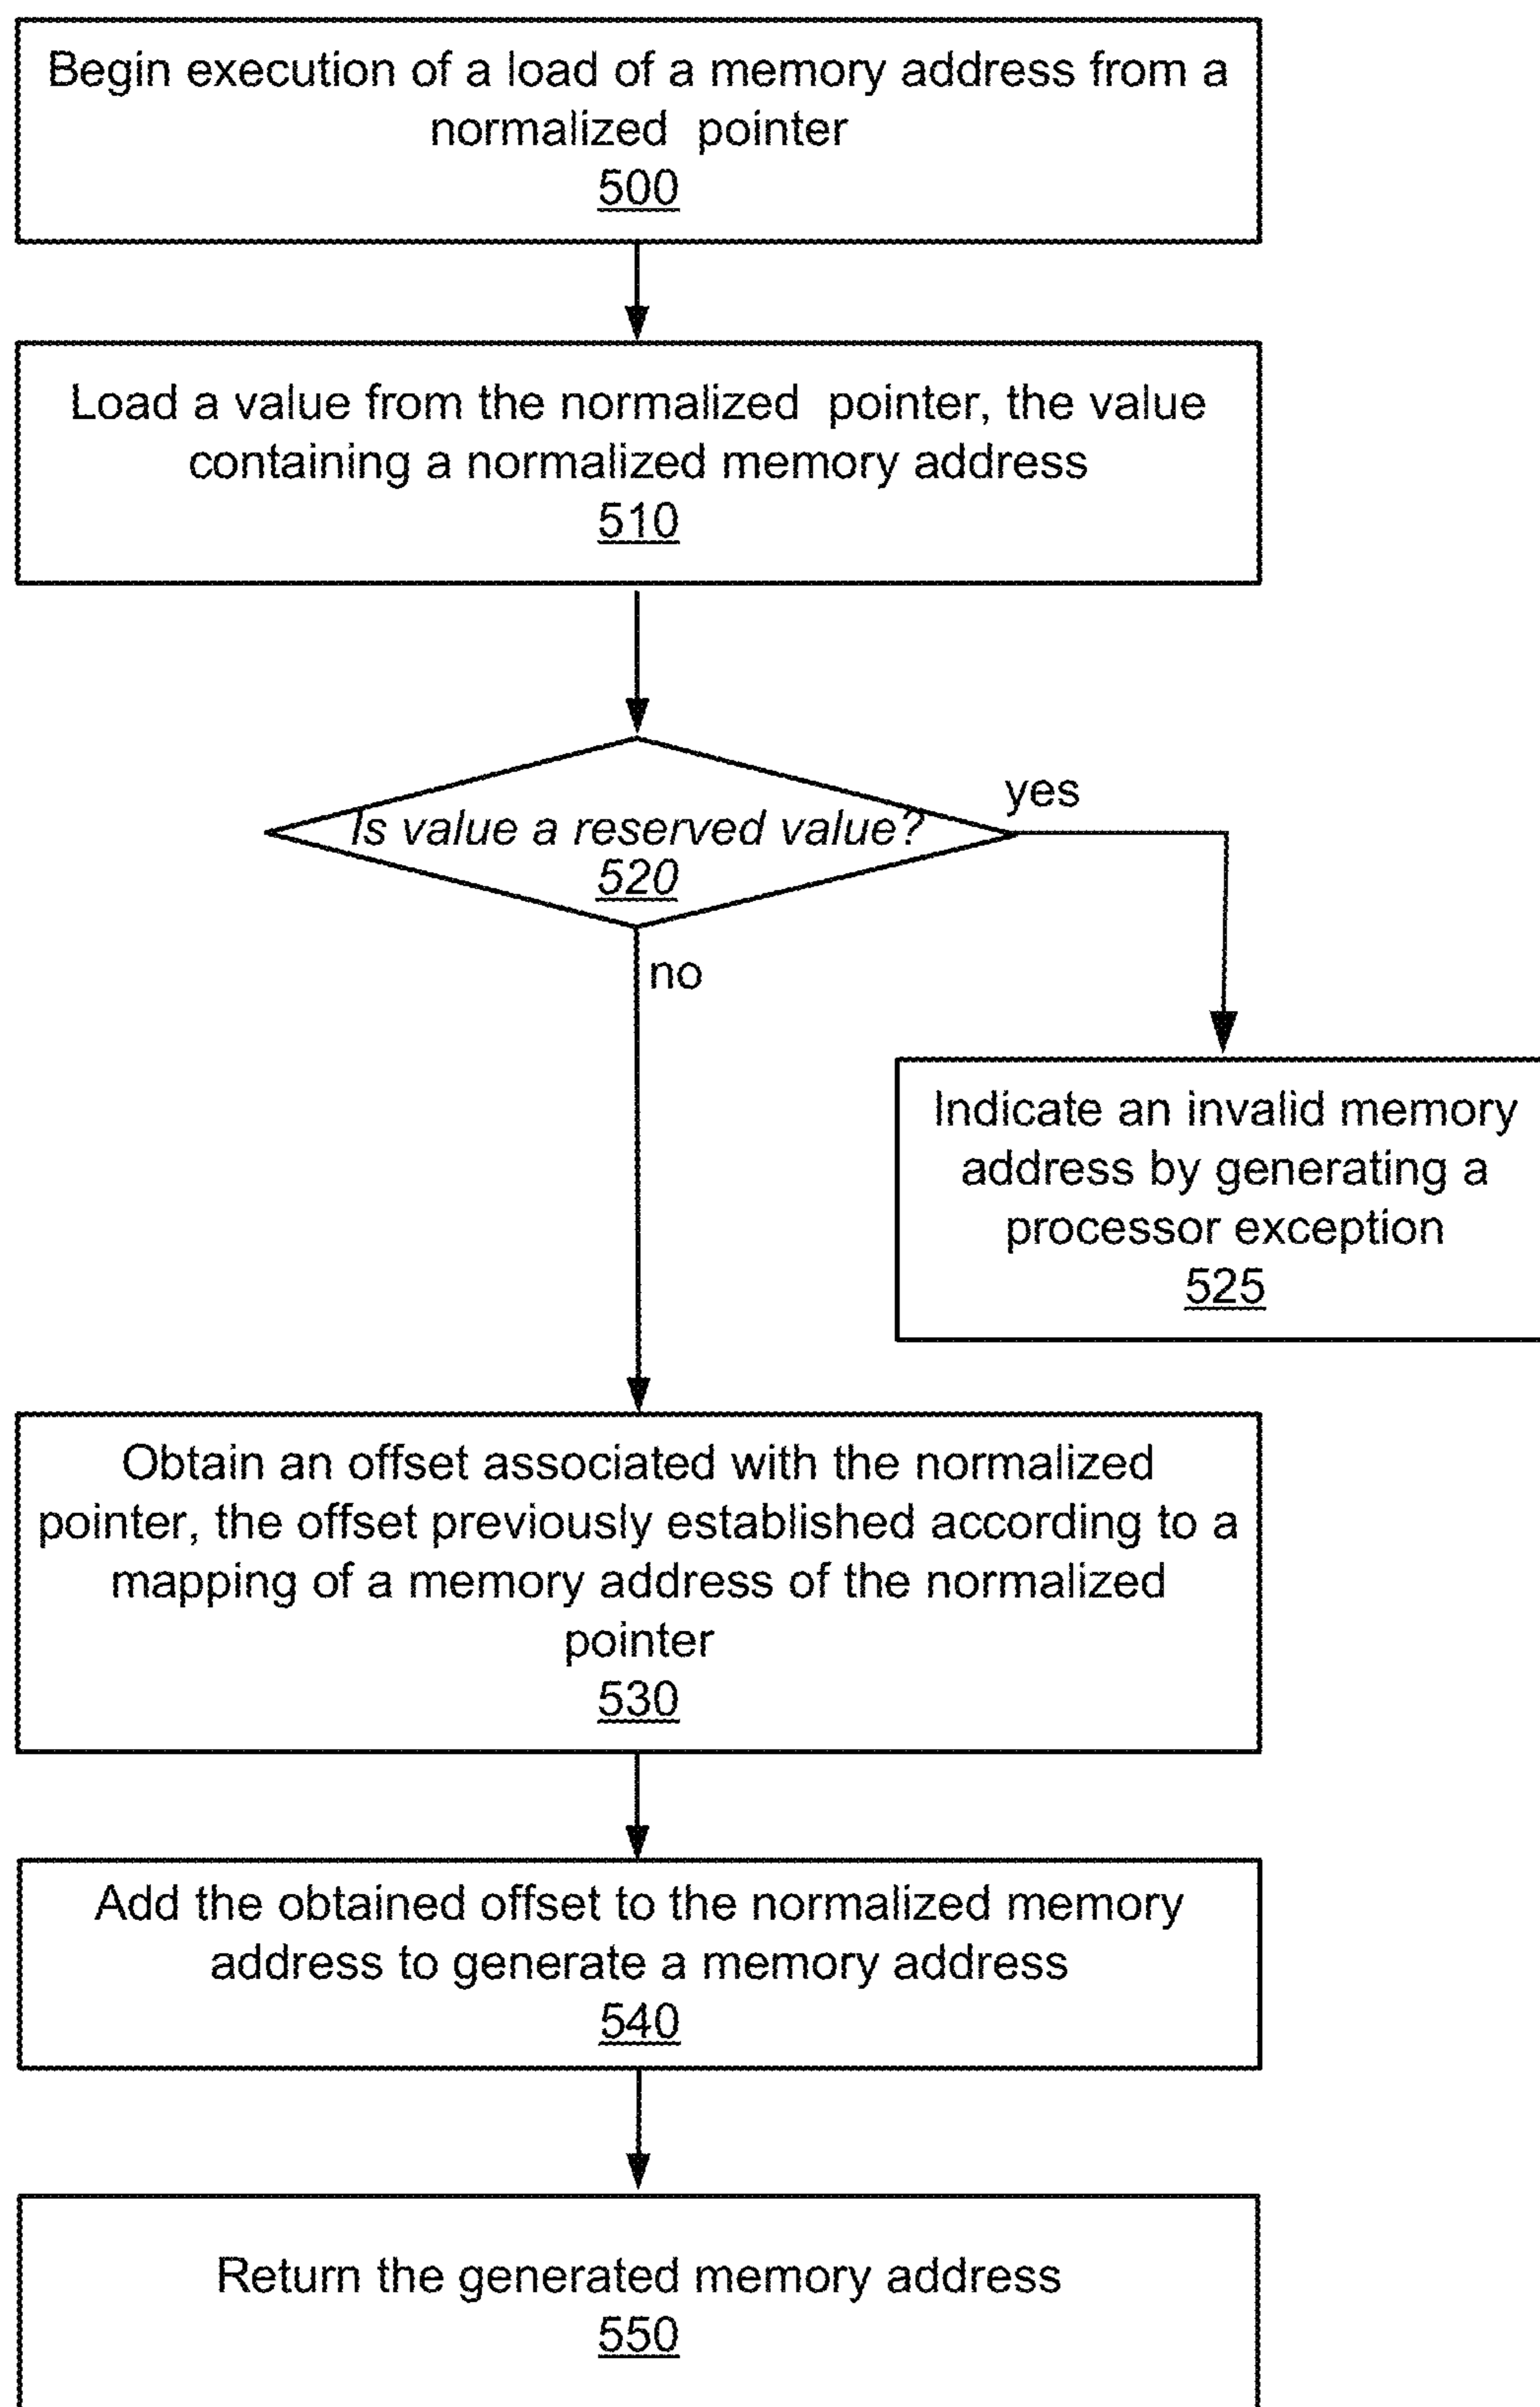 Begin execution of a load of a memory address from a
normalized pointer
500
Load a value from the normalized pointer, the value
containing a normalized memory address
510
Is value a reserved value?
520
yes
no
Indicate an invalid memory
address by generating a
processor exception
525
Obtain an offset associated with the normalized
pointer, the offset previously established according to a
mapping of a memory address of the normalized
pointer
530
Add the obtained offset to the normalized memory
address to generate a memory address
540
Return the generated memory address
550